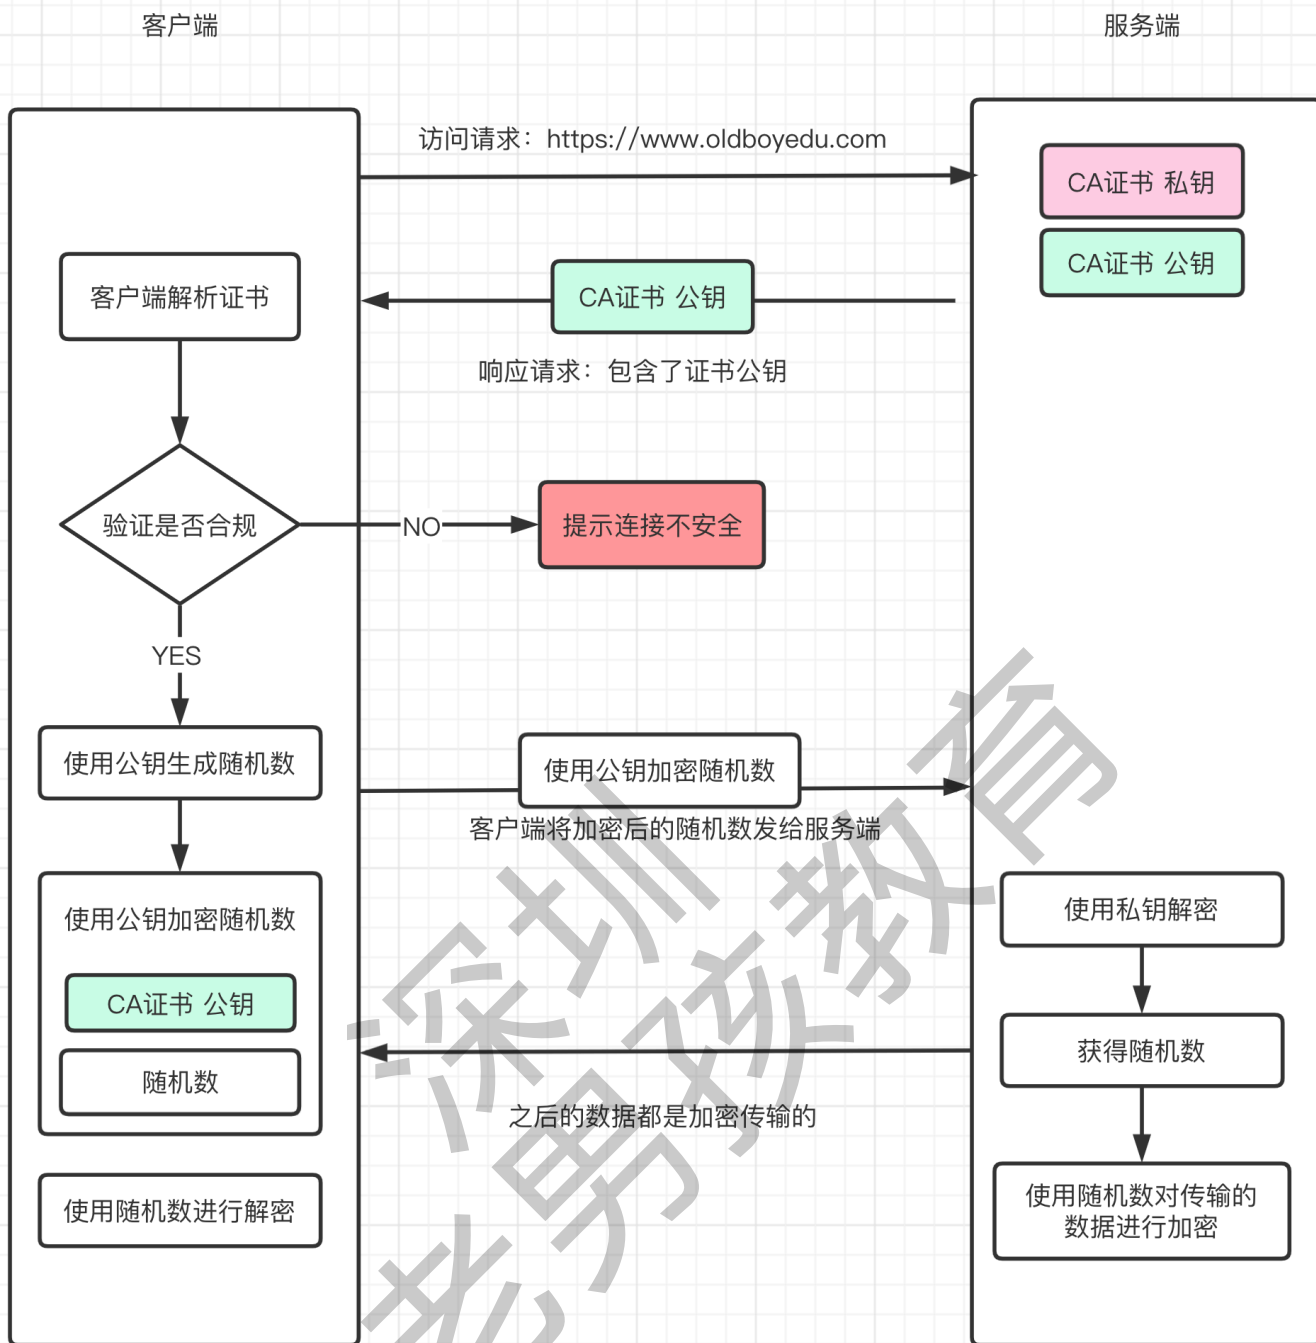 客户端
服务端
访问请求：https://www.oldboyedu.com
CA证书 私钥
CA证书 公钥
客户端解析证书
CA证书 公钥
响应请求：包含了证书公钥
验证是否合规
NO
提示连接不安全
YES
使用公钥生成随机数
使用公钥加密随机数
客户端将加密后的随机数发给服务端
使用公钥加密随机数
CA证书 公钥
随机数
使用私钥解密
获得随机数
之后的数据都是加密传输的
使用随机数进行解密
使用随机数对传输的
数据进行加密
深圳
老男孩教育